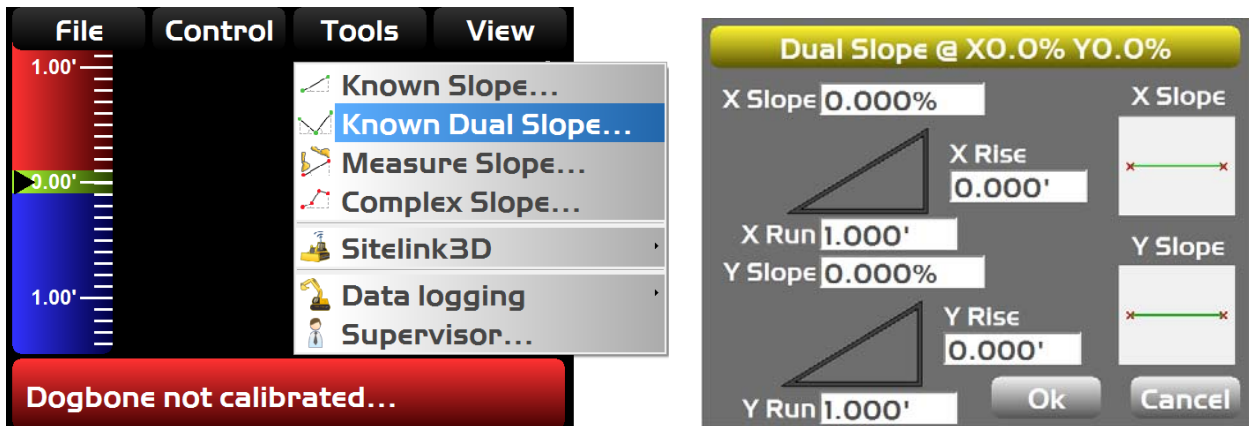 File Control Tools View
1.00'
0.00'
1.00'
Known Slope...
Known Dual Slope...
Measure Slope...
Complex Slope...
Sitelink3D
Data logging
Supervisor...
Dogbone not calibrated...
Dual Slope @ X0.0% Y0.0%
X Slope 0.000%
X Slope
X Rise
0.000'
X Run 1.000'
Y Slope 0.000%
Y Slope
Y Rise
0.000'
Y Run 1.000'
Ok Cancel